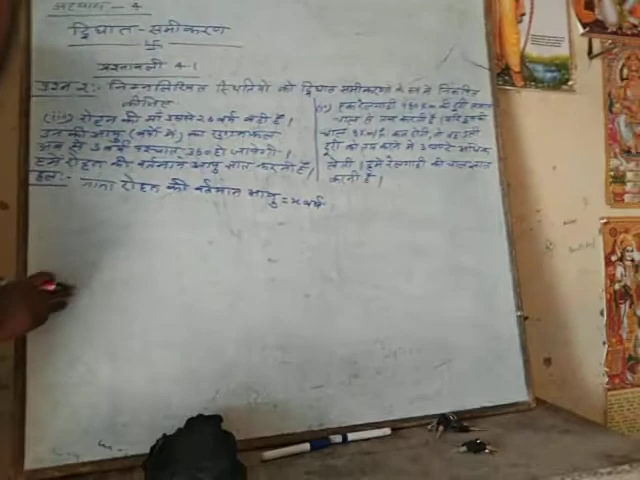 अध्याय - 4
द्विघात - समीकरण
प्रश्नावली 4.1
प्रश्न 2:- निम्नलिखित स्थितियों को द्विघात समीकरणों के रूप में निरूपित
कीजिए
(iii) रोहन की माँ उससे 26 वर्ष बड़ी है।
उनकी आयु (वर्षों में) का गुणनफल
अब से 3 वर्ष पश्चात् 360 हो जाएगी।
हमें रोहन की वर्तमान आयु ज्ञात करनी है।
(iv) एक रेलगाड़ी 480 km की दूरी समान
चाल से तय करती है। यदि इसकी
चाल 8km/h कम होती, तो वह उसी
दूरी को तय करने में 3 घण्टे अधिक
लेती। हमें रेलगाड़ी की चाल ज्ञात
करनी है।
हल:- माना रोहन की वर्तमान आयु = x वर्ष